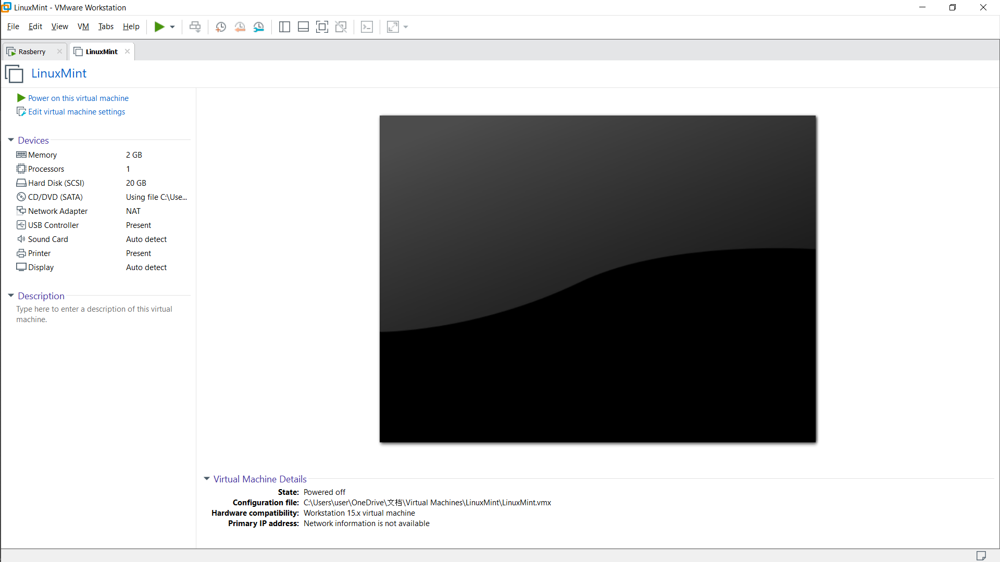 LinuxMint - VMware Workstation
File Edit View VM Tabs Help
Rasberry LinuxMint
LinuxMint
Power on this virtual machine
Edit virtual machine settings
Devices
Memory 2 GB
Processors 1
Hard Disk (SCSI) 20 GB
CD/DVD (SATA) Using file C:\Use...
Network Adapter NAT
USB Controller Present
Sound Card Auto detect
Printer Present
Display Auto detect
Description
Type here to enter a description of this virtual
machine.
Virtual Machine Details
State: Powered off
Configuration file: C:\Users\user\OneDrive\文档\Virtual Machines\LinuxMint\LinuxMint.vmx
Hardware compatibility: Workstation 15.x virtual machine
Primary IP address: Network information is not available